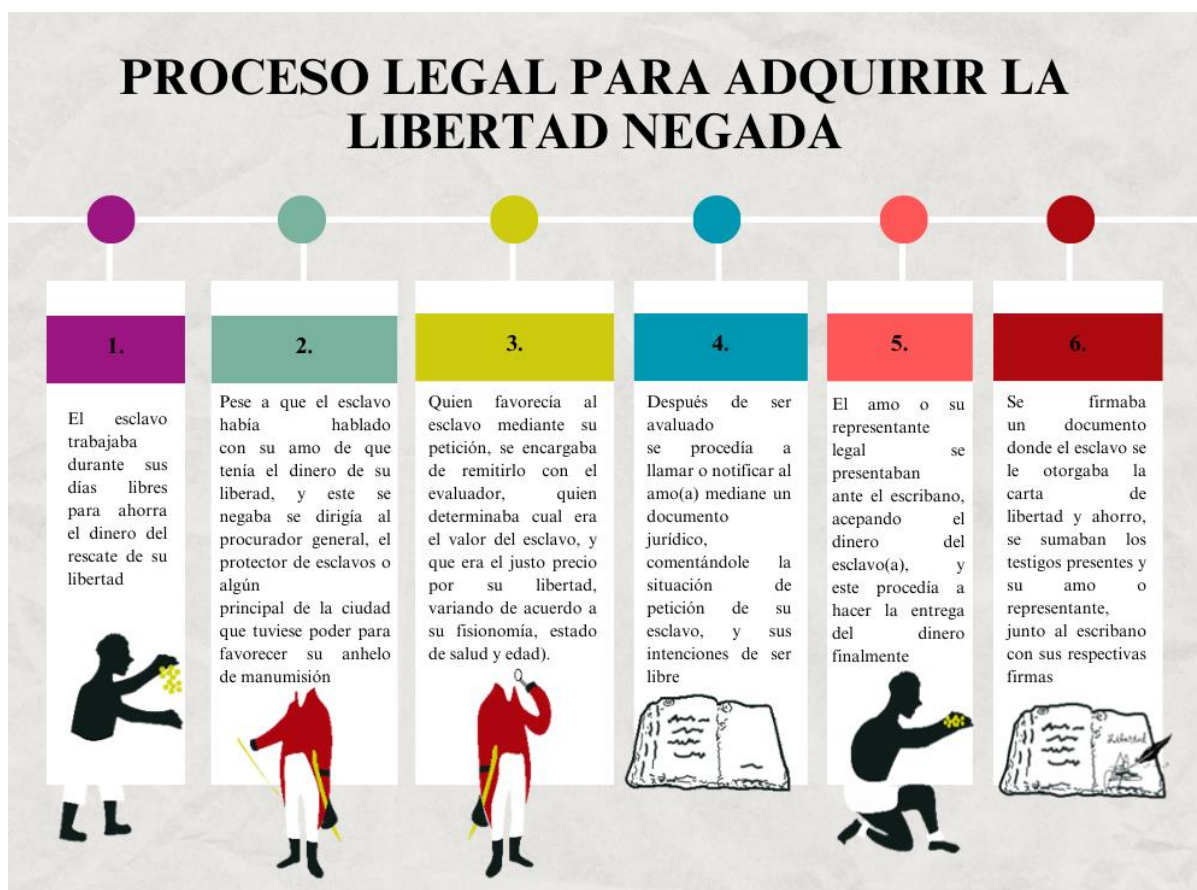 PROCESO LEGAL PARA ADQUIRIR LA
LIBERTAD NEGADA
1.
El esclavo
trabajaba
durante sus
días libres
para ahorra
el dinero del
rescate de su
libertad
2.
Pese a que el esclavo
había hablado
con su amo de que
tenía el dinero de su
liberad, y este se
negaba se dirigía al
procurador general, el
protector de esclavos o
algún
principal de la ciudad
que tuviese poder para
favorecer su anhelo
de manumisión
3.
Quien favorecía al
esclavo mediante su
petición, se encargaba
de remitirlo con el
evaluador, quien
determinaba cual era
el valor del esclavo, y
que era el justo precio
por su libertad,
variando de acuerdo a
su fisionomía, estado
de salud y edad).
4.
Después de ser
avaluado
se procedía a
llamar o notificar al
amo(a) mediane un
documento
jurídico,
comentándole la
situación de
petición de su
esclavo, y sus
intenciones de ser
libre
5.
El amo o su
representante
legal se
presentaban
ante el escribano,
acepando el
dinero del
esclavo(a), y
este procedía a
hacer la entrega
del dinero
finalmente
6.
Se firmaba
un documento
donde el esclavo se
le otorgaba la
carta de
libertad y ahorro,
se sumaban los
testigos presentes y
su amo o
representante,
junto al escribano
con sus respectivas
firmas
Libertad